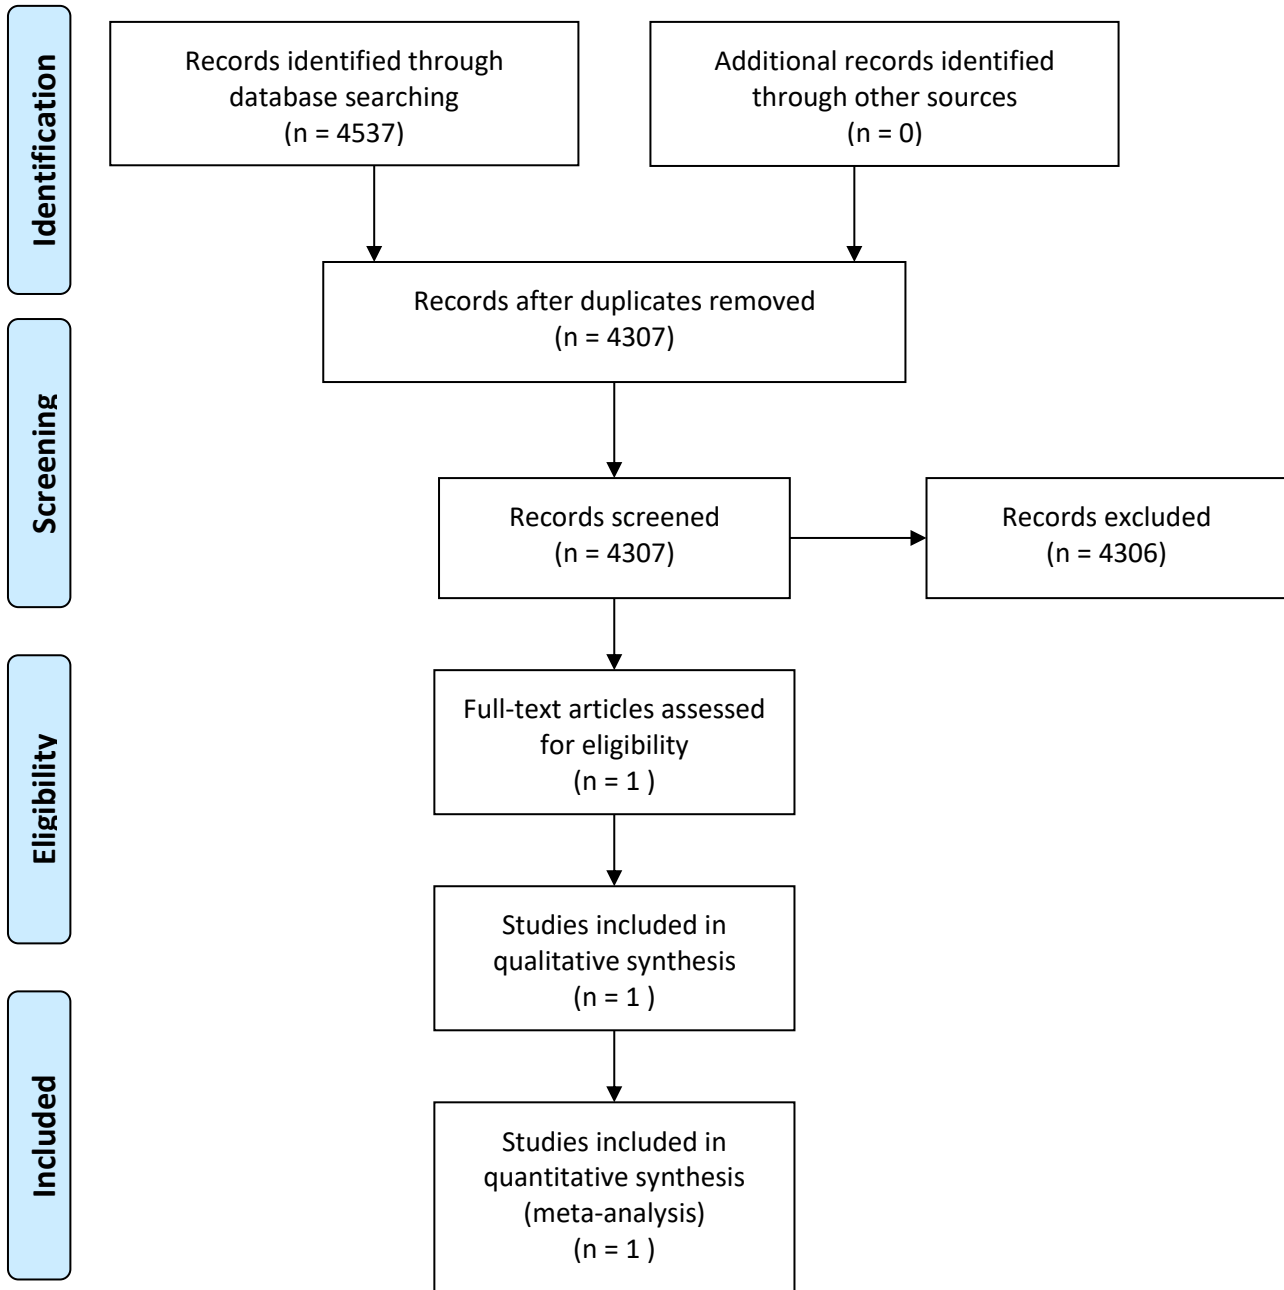 Identification
Records identified through
database searching
(n = 4537)
Additional records identified
through other sources
(n = 0)
Records after duplicates removed
(n = 4307)
Screening
Records screened
(n = 4307)
Records excluded
(n = 4306)
Eligibility
Full-text articles assessed
for eligibility
(n = 1 )
Studies included in
qualitative synthesis
(n = 1 )
Included
Studies included in
quantitative synthesis
(meta-analysis)
(n = 1 )